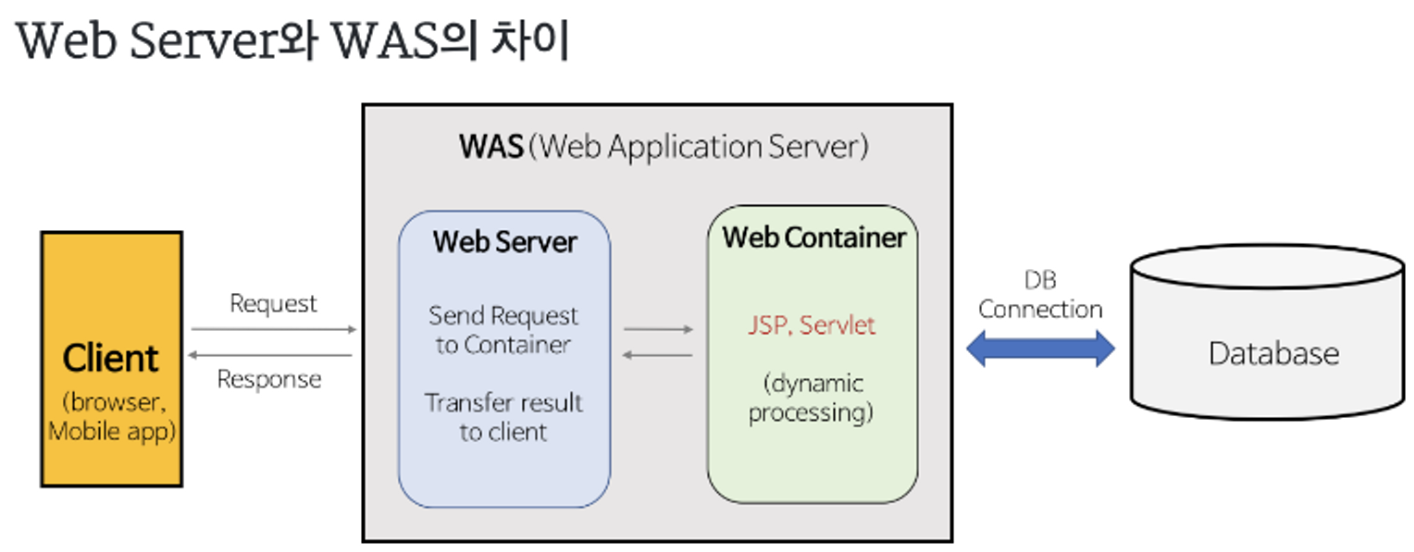 Web Server와 WAS의 차이
WAS(Web Application Server)
Client
(browser,
Mobile app)
Request
Response
Web Server
Send Request
to Container
Transfer result
to client
Web Container
JSP, Servlet
(dynamic
processing)
DB
Connection
Database